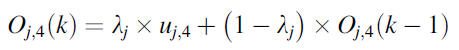 O_{j,4}(k) = λ_j × u_{j,4} + (1 − λ_j) × O_{j,4}(k − 1)